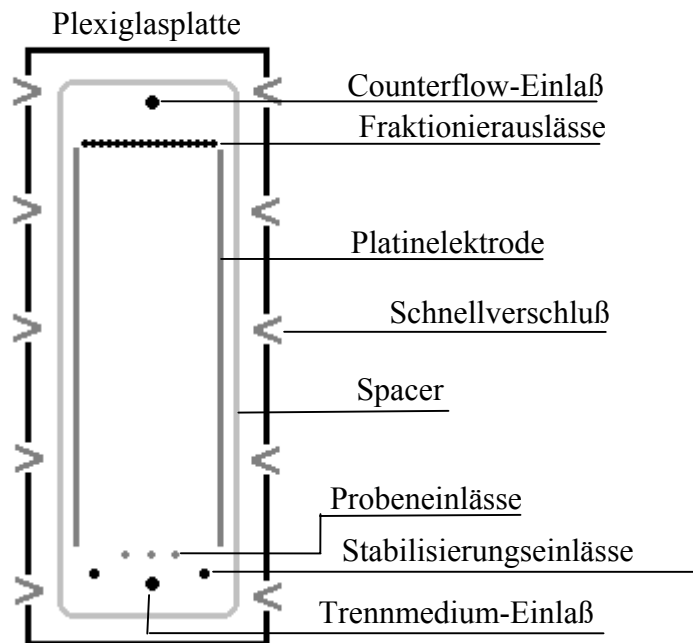 Plexiglasplatte
Counterflow-Einlaß
Fraktionierauslässe
Platinelektrode
Schnellverschluß
Spacer
Probeneinlässe
Stabilisierungseinlässe
Trennmedium-Einlaß